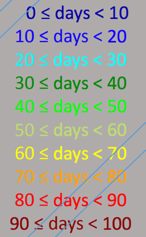 0 ≤ days < 10
10 ≤ days < 20
20 ≤ days < 30
30 ≤ days < 40
40 ≤ days < 50
50 ≤ days < 60
60 ≤ days < 70
70 ≤ days < 80
80 ≤ days < 90
90 ≤ days < 100